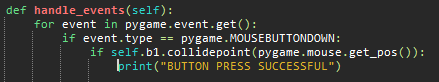 def handle_events(self):
    for event in pygame.event.get():
        if event.type == pygame.MOUSEBUTTONDOWN:
            if self.b1.collidepoint(pygame.mouse.get_pos()):
                print("BUTTON PRESS SUCCESSFUL")